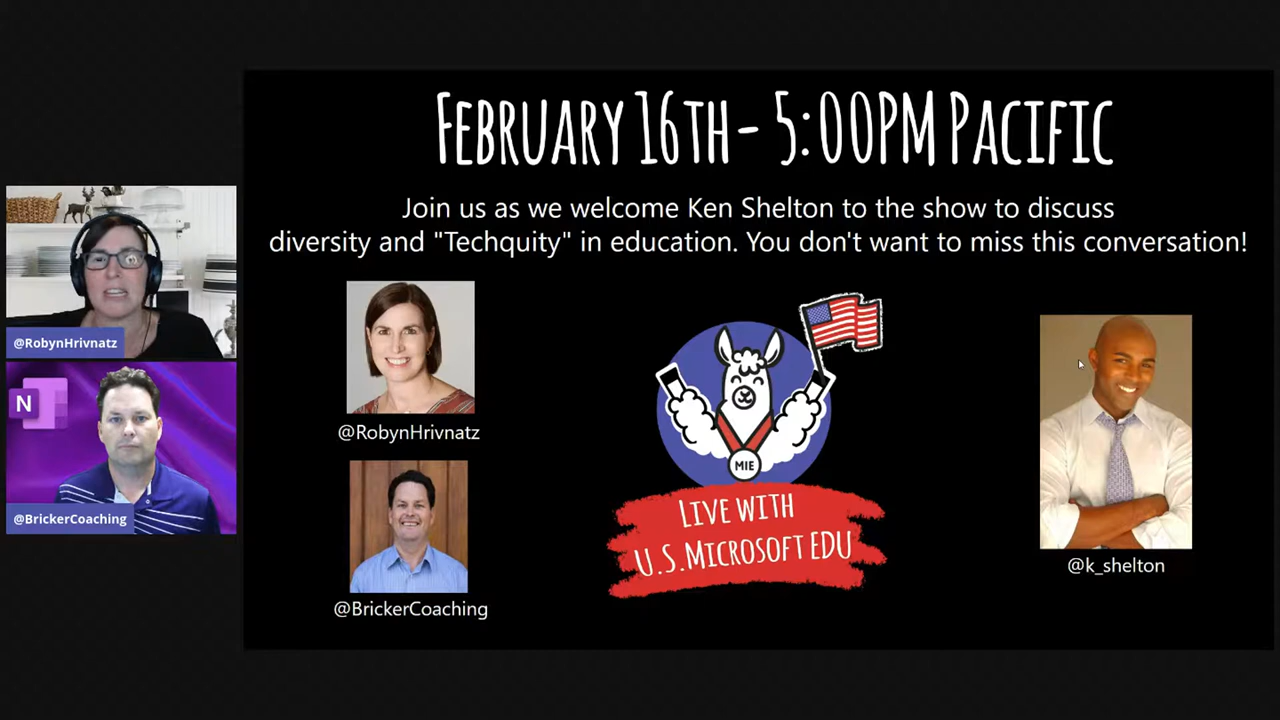 FEBRUARY 16TH- 5:00PM PACIFIC
Join us as we welcome Ken Shelton to the show to discuss
diversity and "Techquity" in education. You don't want to miss this conversation!
@RobynHrivnatz
N
@BrickerCoaching
@RobynHrivnatz
@BrickerCoaching
MIE
LIVE WITH
U.S.MICROSOFT EDU
@k_shelton